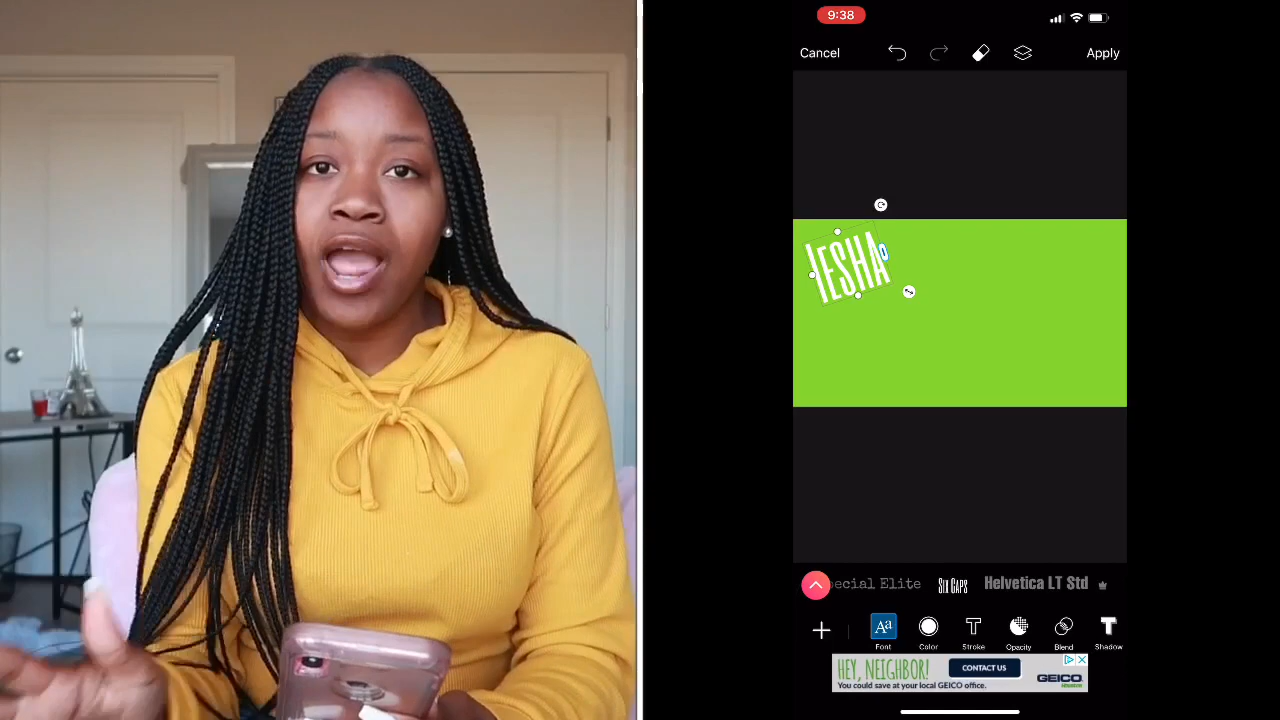 9:38
Cancel
Apply
IESHA
ecial Elite
Six Caps
Helvetica LT Std
Aa
Font
Color
T
Stroke
Opacity
Blend
T
Shadow
HEY, NEIGHBOR!
You could save at your local GEICO office.
CONTACT US
GEICO